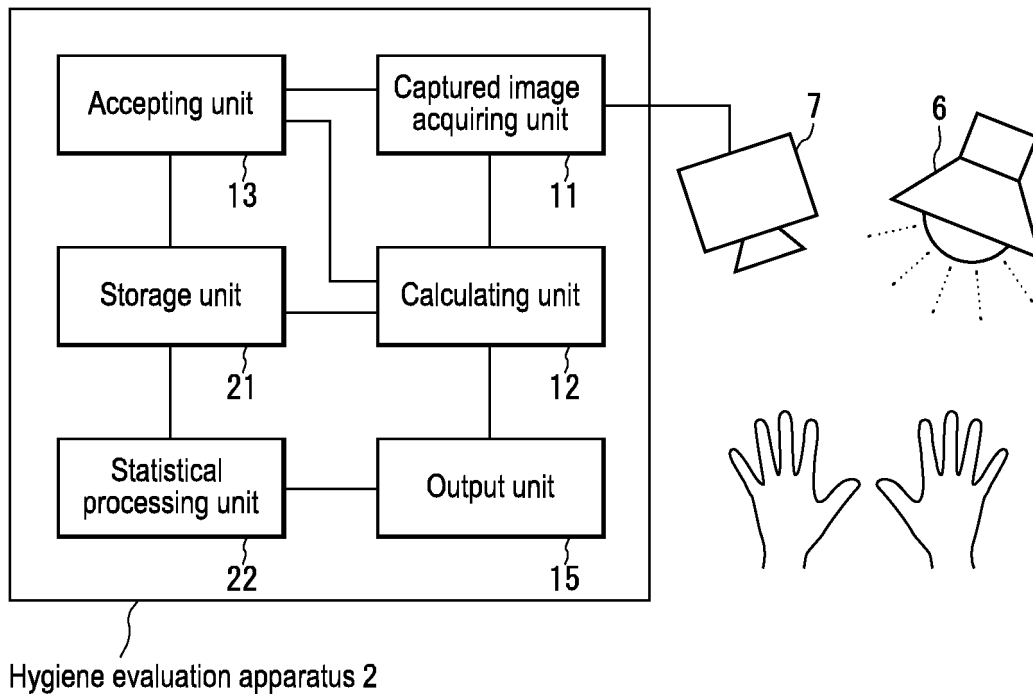 Accepting unit
13
Captured image
acquiring unit
11
7
6
Storage unit
21
Calculating unit
12
Statistical
processing unit
22
Output unit
15
Hygiene evaluation apparatus 2